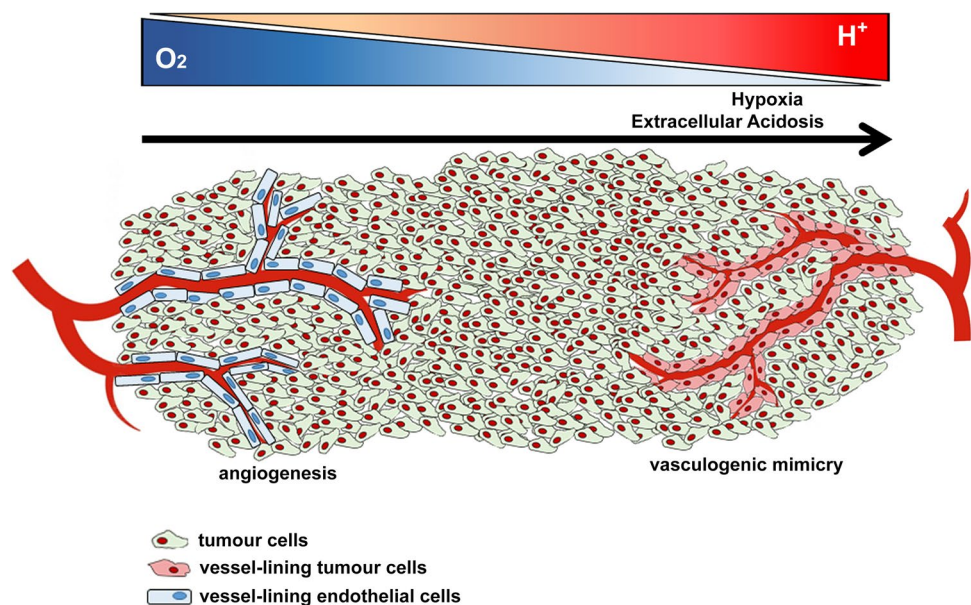 O₂
H⁺
Hypoxia
Extracellular Acidosis
angiogenesis
vasculogenic mimicry
tumour cells
vessel-lining tumour cells
vessel-lining endothelial cells